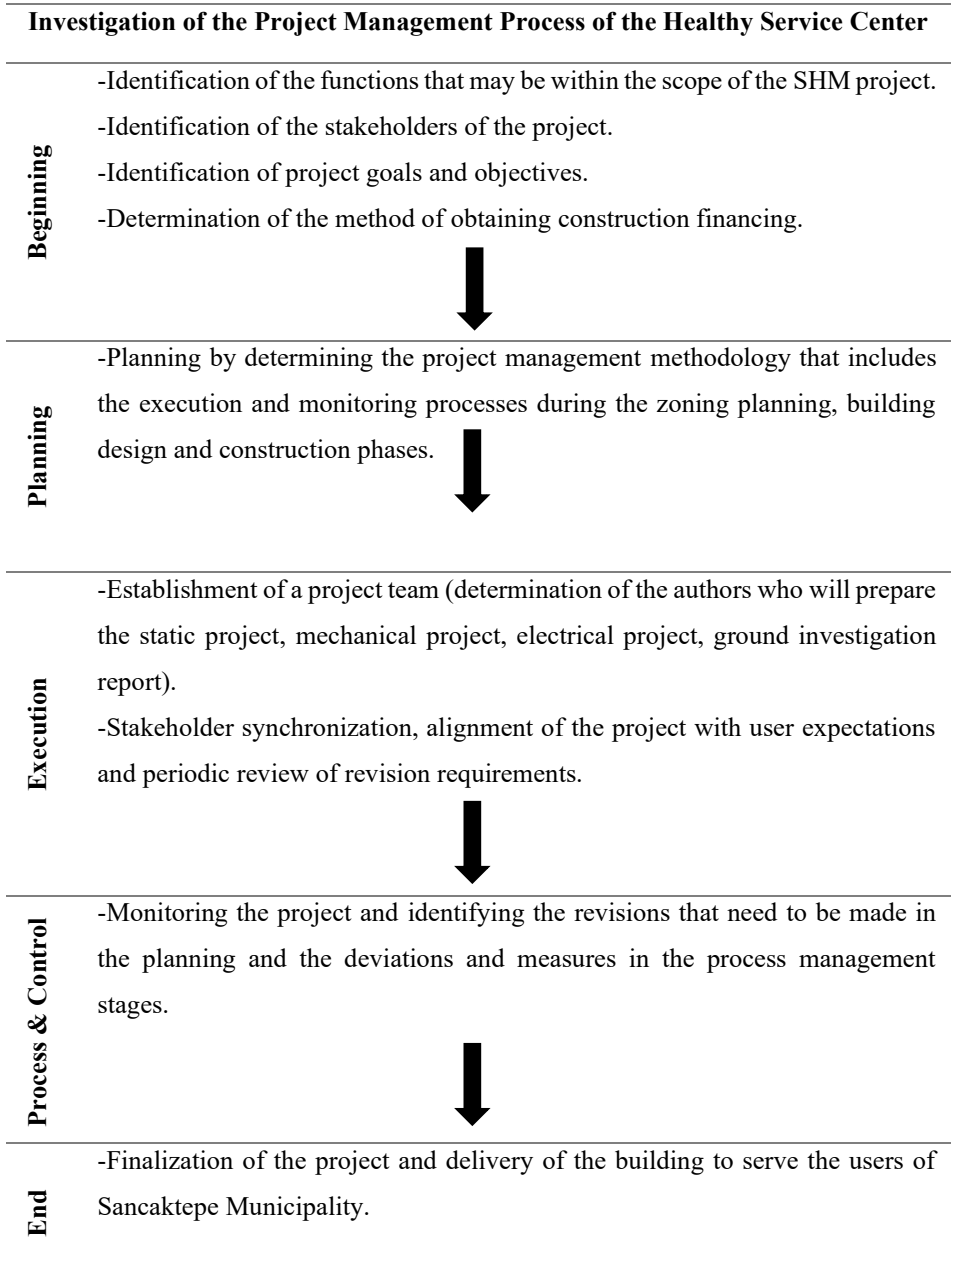 Investigation of the Project Management Process of the Healthy Service Center
Beginning
-Identification of the functions that may be within the scope of the SHM project.
-Identification of the stakeholders of the project.
-Identification of project goals and objectives.
-Determination of the method of obtaining construction financing.
Planning
-Planning by determining the project management methodology that includes
the execution and monitoring processes during the zoning planning, building
design and construction phases.
Execution
-Establishment of a project team (determination of the authors who will prepare
the static project, mechanical project, electrical project, ground investigation
report).
-Stakeholder synchronization, alignment of the project with user expectations
and periodic review of revision requirements.
Process & Control
-Monitoring the project and identifying the revisions that need to be made in
the planning and the deviations and measures in the process management
stages.
End
-Finalization of the project and delivery of the building to serve the users of
Sancaktepe Municipality.